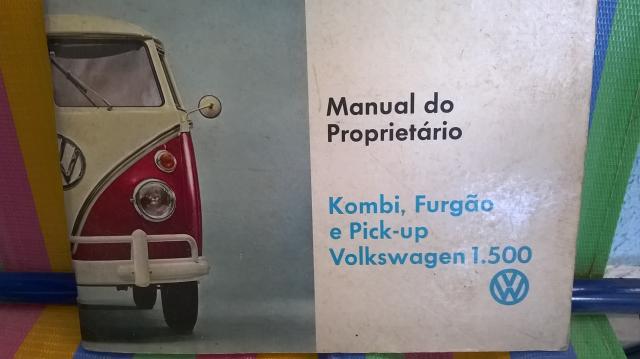 Manual do
Proprietário
Kombi, Furgão
e Pick-up
Volkswagen 1.500